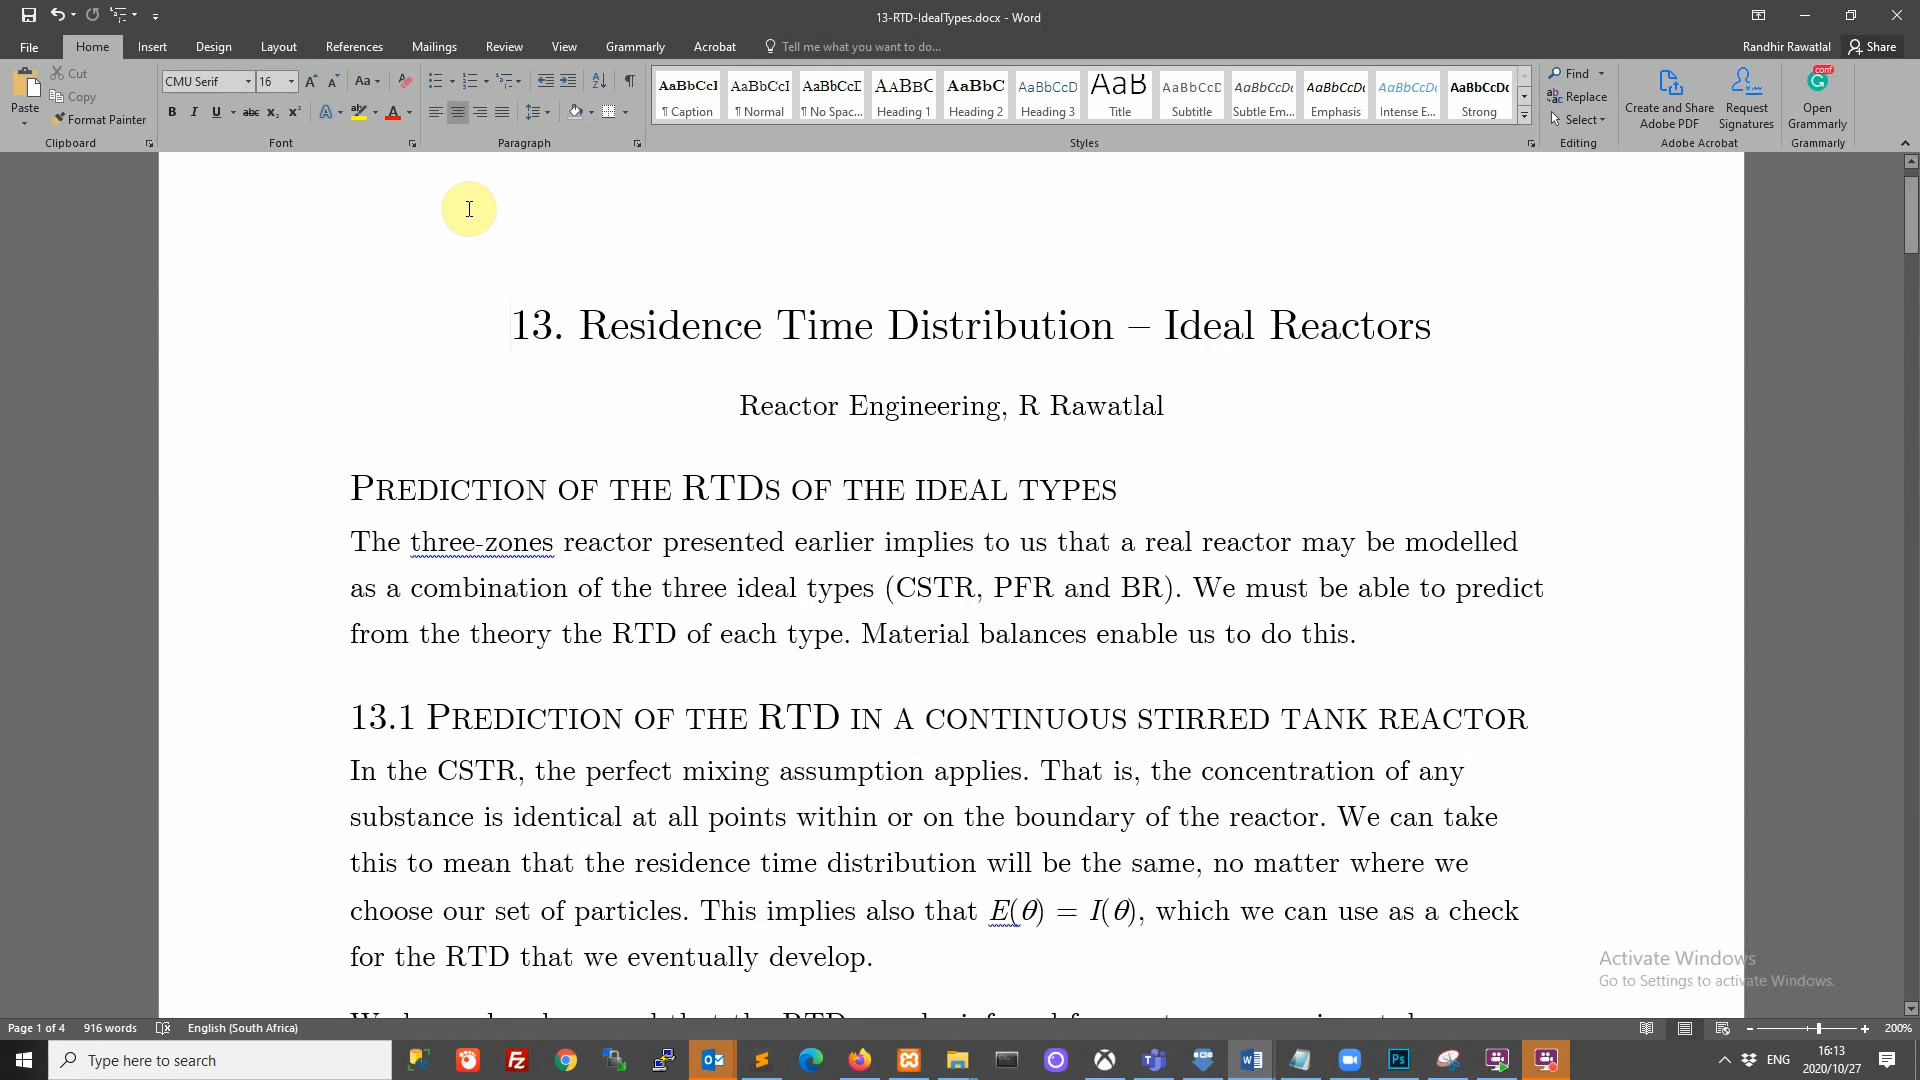 13-RTD-IdealTypes.docx - Word
File Home Insert Design Layout References Mailings Review View Grammarly Acrobat Tell me what you want to do... Randhir Rawatlal Share
Paste
Cut
Copy
Format Painter
Clipboard
CMU Serif 16
Font
Paragraph
AaBbCcI AaBbCcI AaBbCcI AaBbC AaBbC AaBbCcD AaB AaBbCcD AaBbCcDc AaBbCcDc AaBbCcDc AaBbCcDc
¶ Caption ¶ Normal ¶ No Spac... Heading 1 Heading 2 Heading 3 Title Subtitle Subtle Em... Emphasis Intense E... Strong
Styles
Find
Replace
Select
Editing
Create and Share
Adobe PDF
Request
Signatures
Adobe Acrobat
conf
Open
Grammarly
Grammarly
13. Residence Time Distribution – Ideal Reactors
Reactor Engineering, R Rawatlal
PREDICTION OF THE RTDS OF THE IDEAL TYPES
The three-zones reactor presented earlier implies to us that a real reactor may be modelled
as a combination of the three ideal types (CSTR, PFR and BR). We must be able to predict
from the theory the RTD of each type. Material balances enable us to do this.
13.1 PREDICTION OF THE RTD IN A CONTINUOUS STIRRED TANK REACTOR
In the CSTR, the perfect mixing assumption applies. That is, the concentration of any
substance is identical at all points within or on the boundary of the reactor. We can take
this to mean that the residence time distribution will be the same, no matter where we
choose our set of particles. This implies also that E(θ) = I(θ), which we can use as a check
for the RTD that we eventually develop.
Activate Windows
Go to Settings to activate Windows.
Page 1 of 4 916 words English (South Africa) 200%
Type here to search
ENG
16:13
2020/10/27